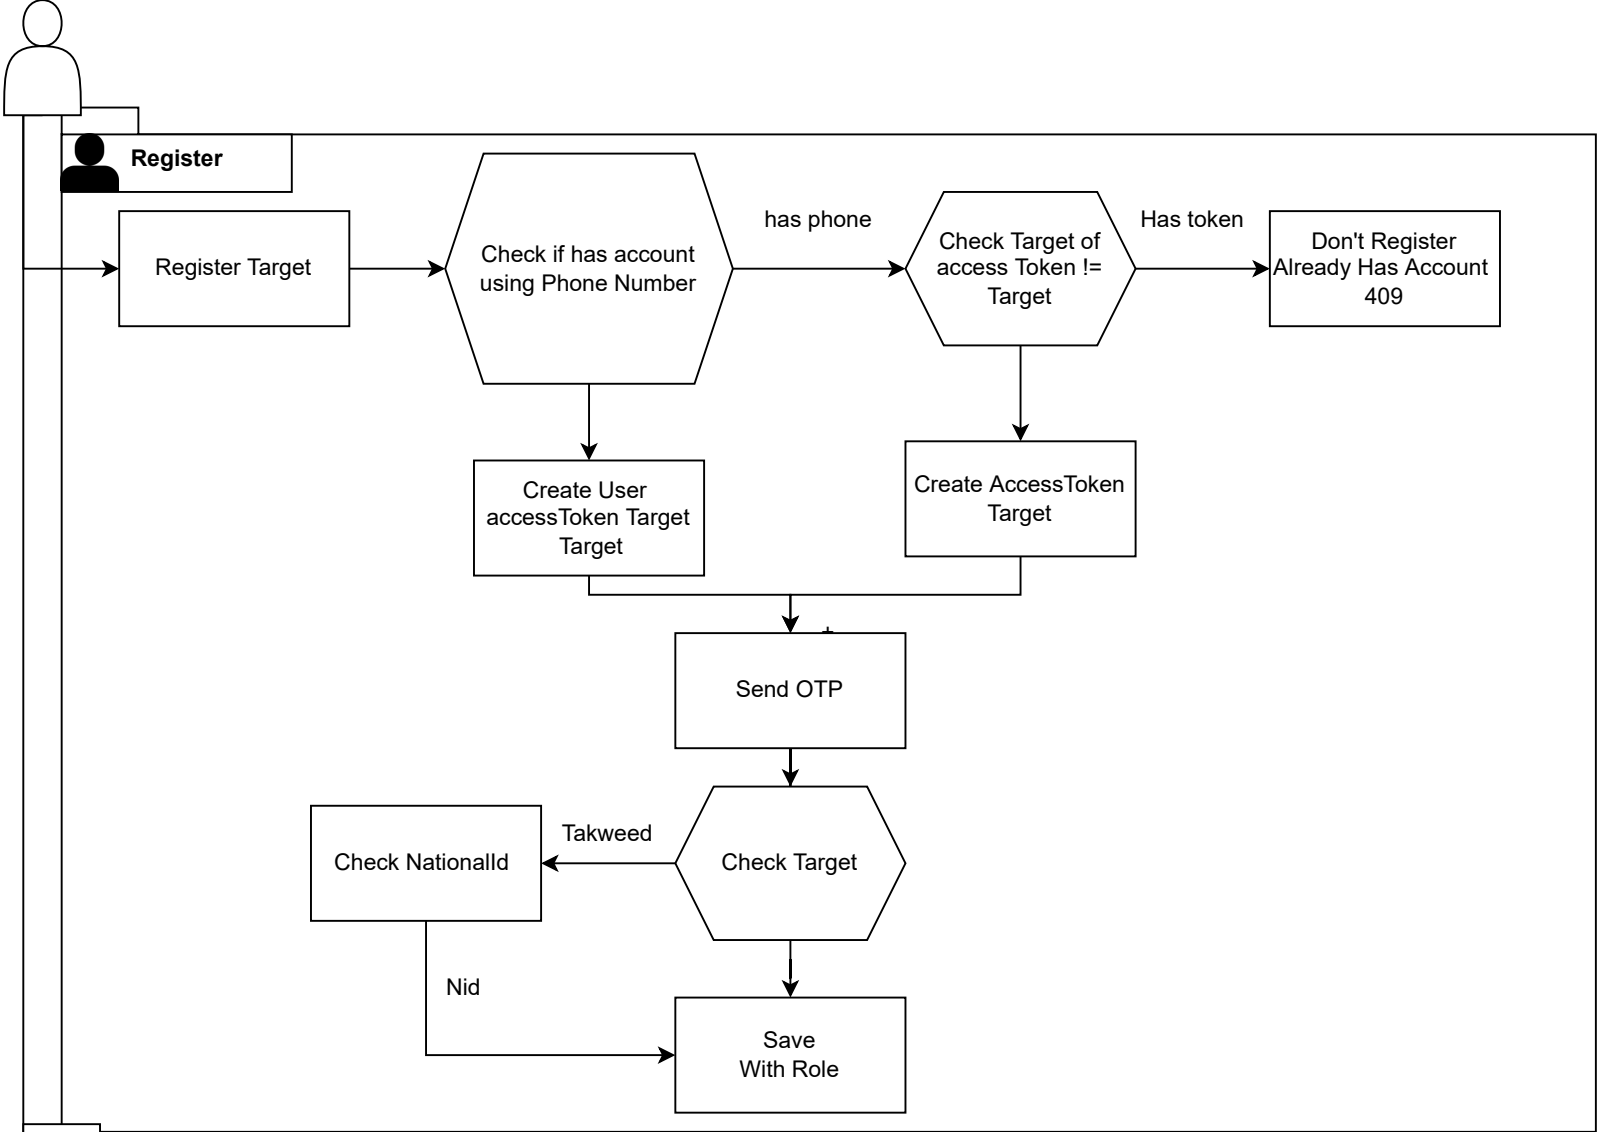 Register
Register Target
Check if has account
using Phone Number
has phone
Check Target of
access Token !=
Target
Has token
Don't Register
Already Has Account
409
Create User
accessToken Target
Target
Create AccessToken
Target
+
Send OTP
Check Target
Takweed
Check NationalId
Nid
Save
With Role